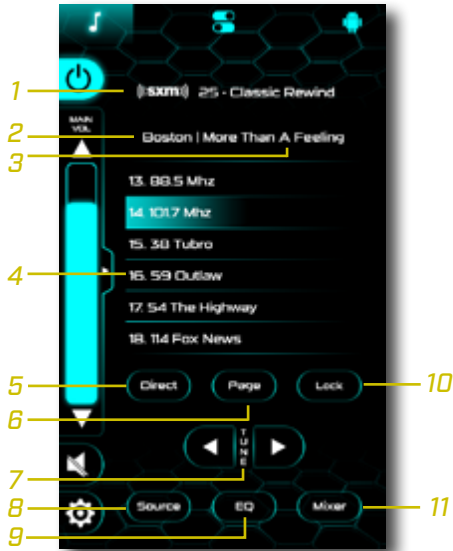 1 ((sxm)) 25 - Classic Rewind
MAIN
VOL
2 Boston | More Than A Feeling
3
13. 88.5 Mhz
14. 101.7 Mhz
15. 38 Tubro
4 16. 59 Outlaw
17. 54 The Highway
18. 114 Fox News
5 Direct Page Lock 10
6
TUNE
7
8 Source EQ Mixer 11
9